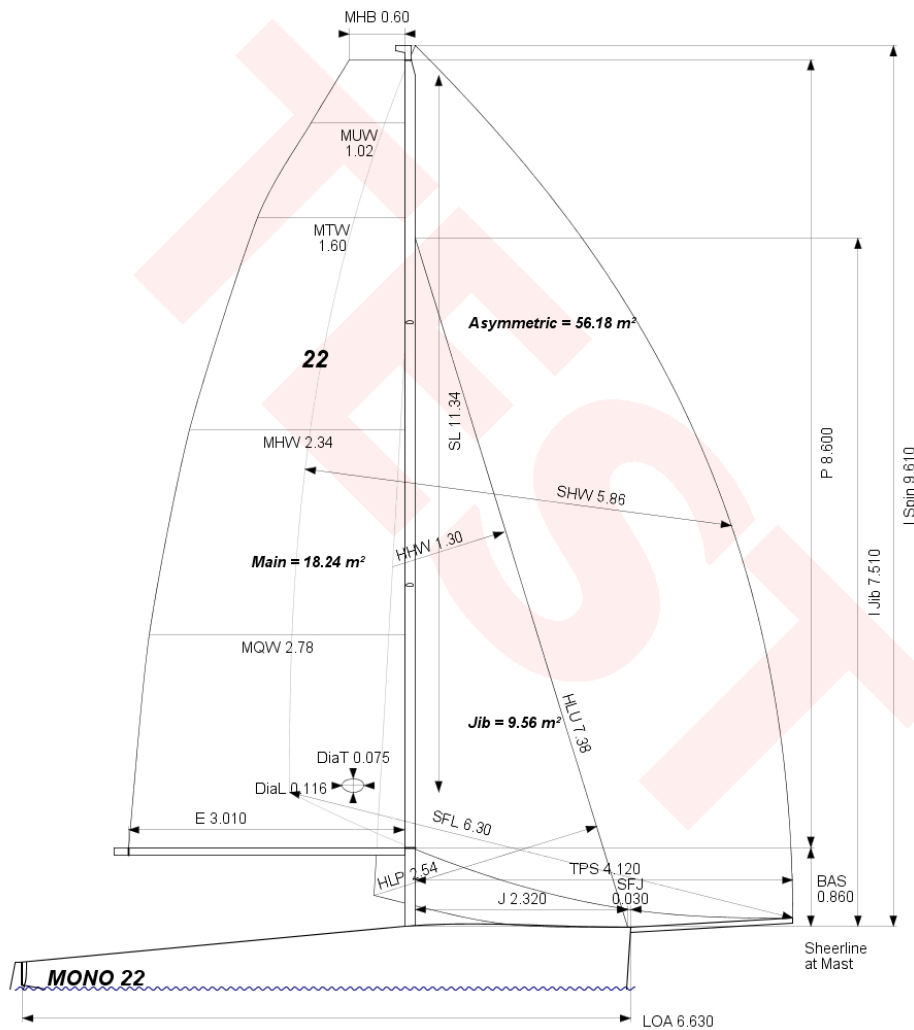 MHB 0.60
MUW
1.02
MTW
1.60
Asymmetric = 56.18 m²
22
SL 11.34
P 8.600
I Spin 9.610
MHW 2.34
SHW 5.86
HHW 1.30
Main = 18.24 m²
I Jib 7.510
MQW 2.78
HLU 7.38
Jib = 9.56 m²
DiaT 0.075
DiaL 0.116
E 3.010
SFL 6.30
HLP 2.54
TPS 4.120
SFJ
0.030
J 2.320
BAS
0.860
Sheerline
at Mast
MONO 22
LOA 6.630
TEST